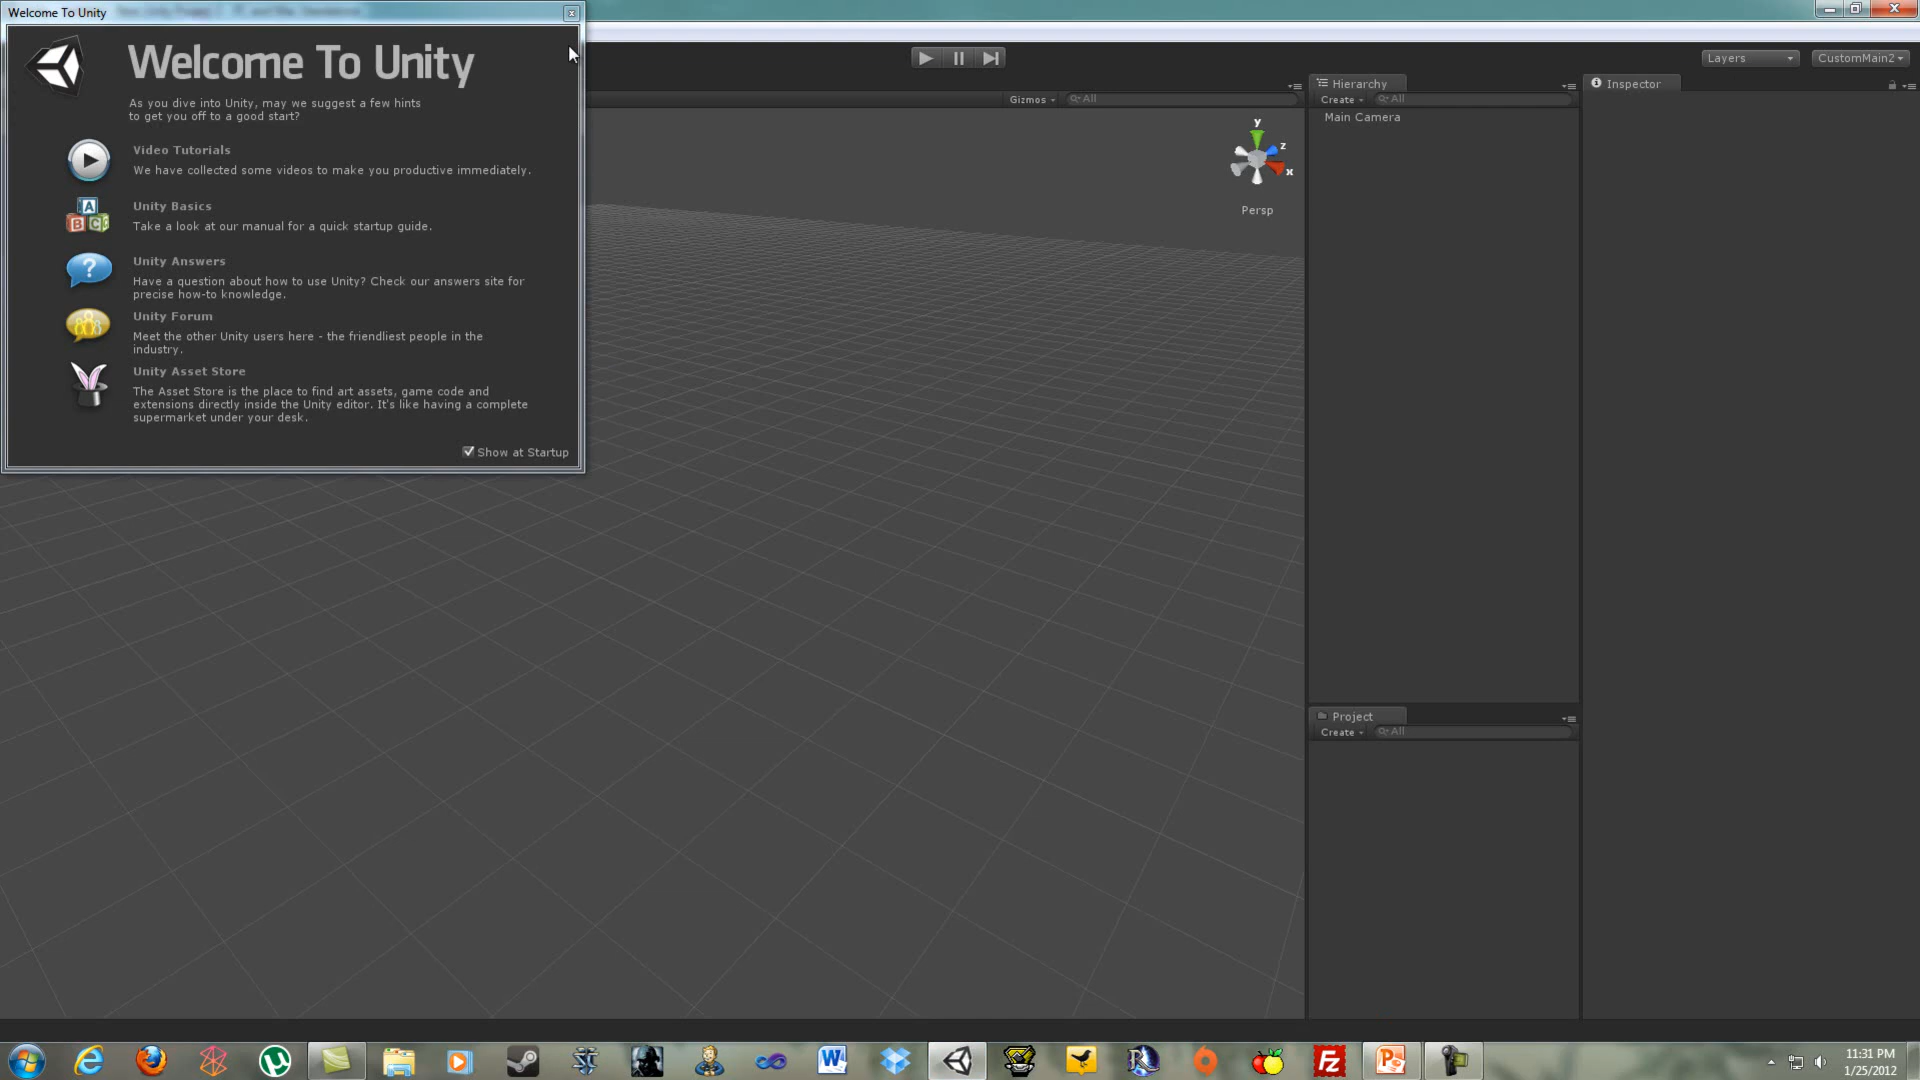 Welcome To Unity
Welcome To Unity
As you dive into Unity, may we suggest a few hints
to get you off to a good start?
Video Tutorials
We have collected some videos to make you productive immediately.
Unity Basics
Take a look at our manual for a quick startup guide.
Unity Answers
Have a question about how to use Unity? Check our answers site for
precise how-to knowledge.
Unity Forum
Meet the other Unity users here - the friendliest people in the
industry.
Unity Asset Store
The Asset Store is the place to find art assets, game code and
extensions directly inside the Unity editor. It's like having a complete
supermarket under your desk.
Show at Startup
Layers
CustomMain2
Gizmos
All
y
z
x
Persp
Hierarchy
Create
All
Main Camera
Inspector
Project
Create
All
11:31 PM
1/25/2012